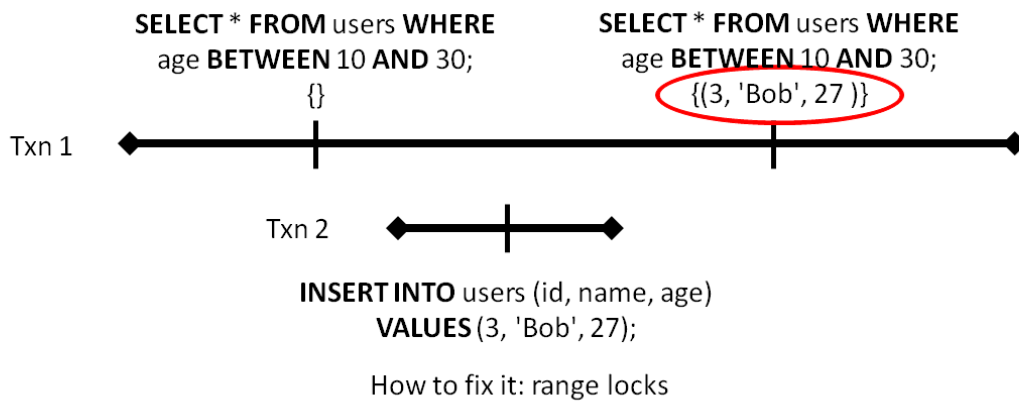 SELECT * FROM users WHERE
age BETWEEN 10 AND 30;
{}
SELECT * FROM users WHERE
age BETWEEN 10 AND 30;
{(3, 'Bob', 27 )}
Txn 1
Txn 2
INSERT INTO users (id, name, age)
VALUES (3, 'Bob', 27);
How to fix it: range locks